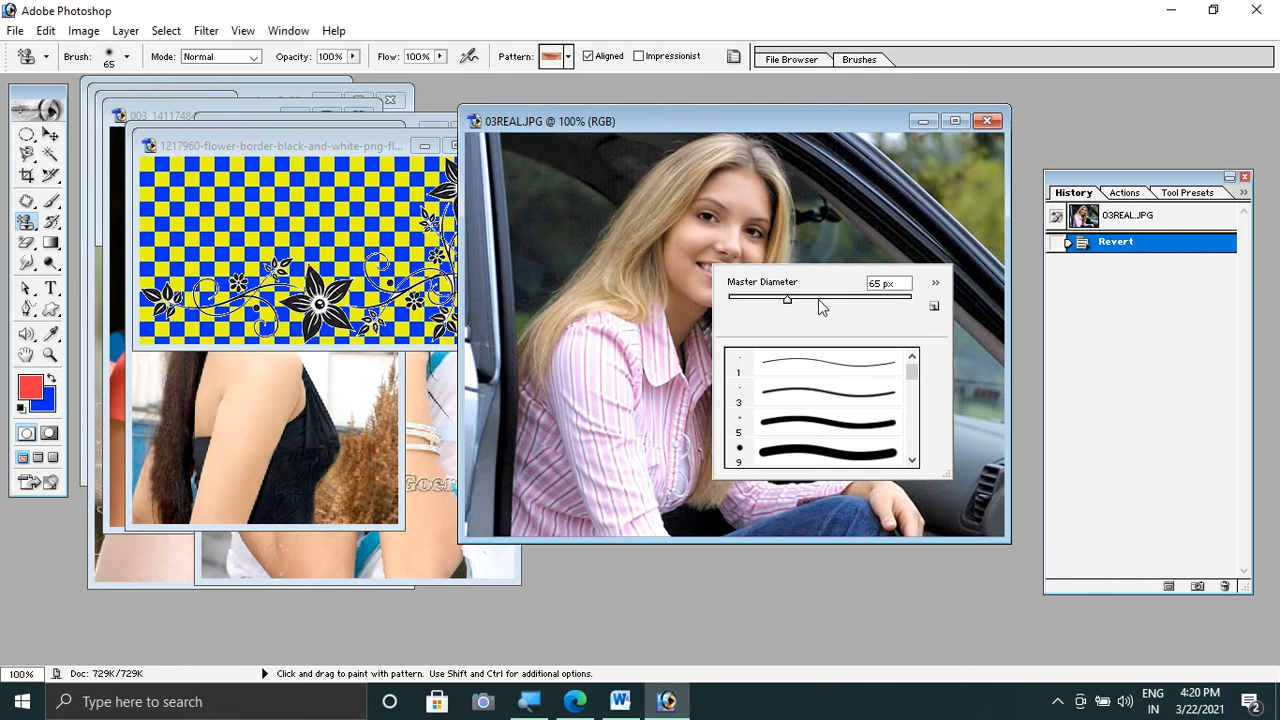 Adobe Photoshop
File Edit Image Layer Select Filter View Window Help
Brush: 65 Mode: Normal Opacity: 100% Flow: 100% Pattern: Aligned Impressionist File Browser Brushes
003_1411748
1217960-flower-border-black-and-white-png-fl...
03REAL.JPG @ 100% (RGB)
Master Diameter 65 px
1
3
5
9
History Actions Tool Presets
03REAL.JPG
Revert
Goer
100% Doc: 729K/729K Click and drag to paint with pattern. Use Shift and Ctrl for additional options.
Type here to search
ENG
IN
4:20 PM
3/22/2021
2